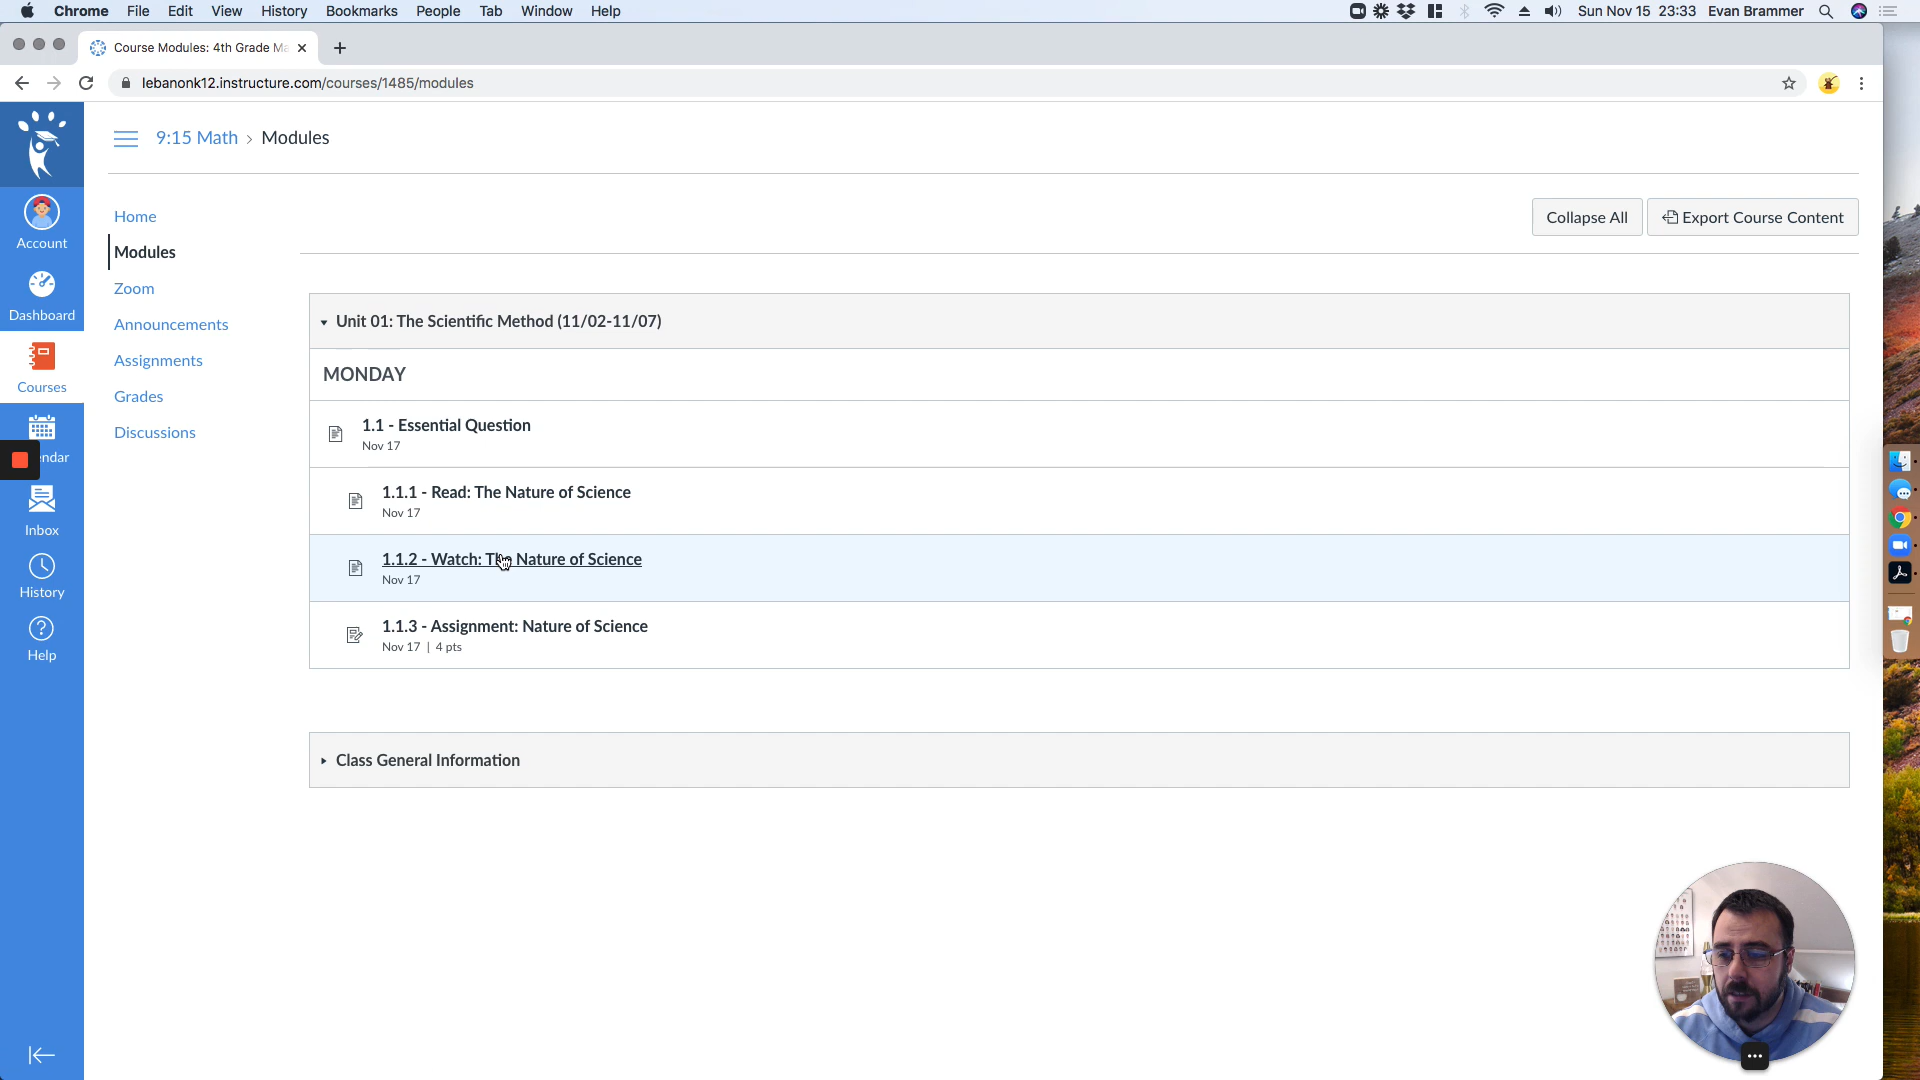 Chrome File Edit View History Bookmarks People Tab Window Help Sun Nov 15 23:33 Evan Brammer
Course Modules: 4th Grade Ma
lebanonk12.instructure.com/courses/1485/modules
9:15 Math > Modules
Account
Dashboard
Courses
endar
Inbox
History
Help
Home
Modules
Zoom
Announcements
Assignments
Grades
Discussions
Collapse All
Export Course Content
Unit 01: The Scientific Method (11/02-11/07)
MONDAY
1.1 - Essential Question
Nov 17
1.1.1 - Read: The Nature of Science
Nov 17
1.1.2 - Watch: The Nature of Science
Nov 17
1.1.3 - Assignment: Nature of Science
Nov 17 | 4 pts
Class General Information